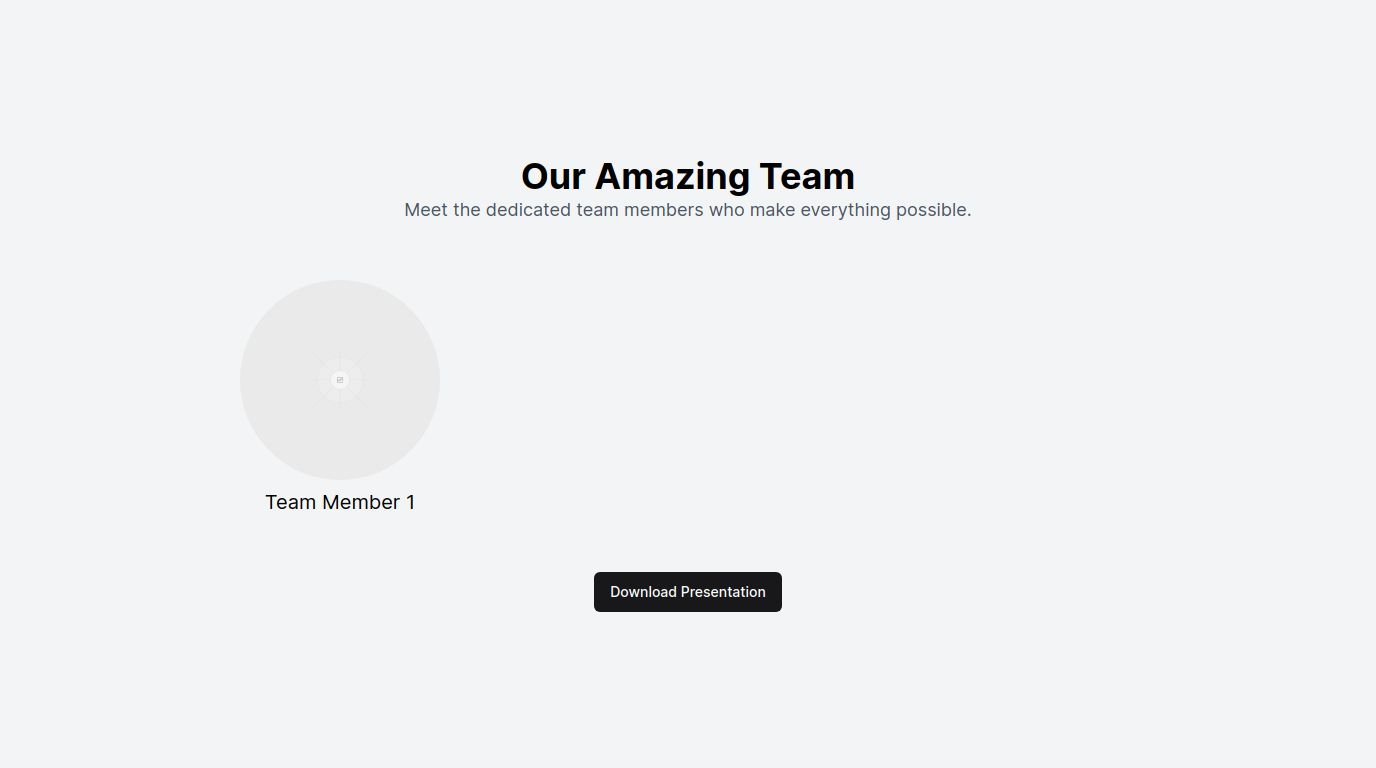 Our Amazing Team
Meet the dedicated team members who make everything possible.
Team Member 1
Download Presentation